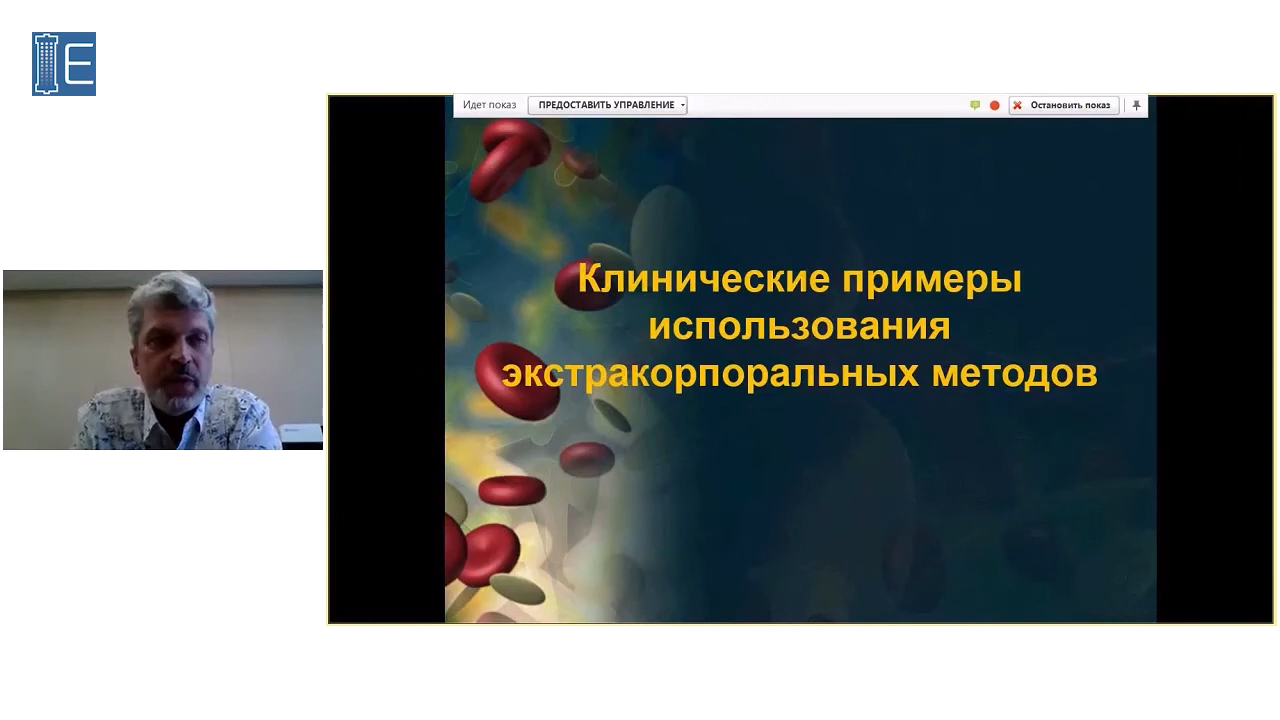 E
Идет показ
ПРЕДОСТАВИТЬ УПРАВЛЕНИЕ
Остановить показ
Клинические примеры
использования
экстракорпоральных методов